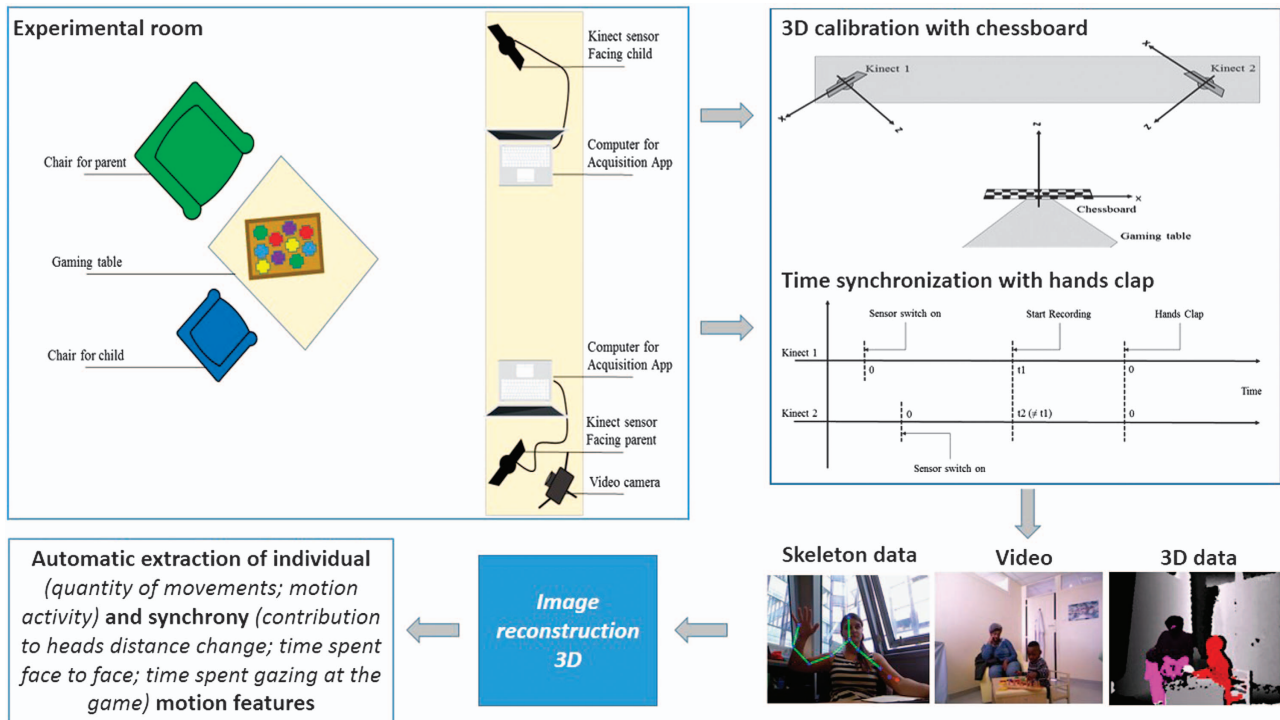 Experimental room
Kinect sensor
Facing child
Chair for parent
Computer for
Acquisition App
Gaming table
Chair for child
Computer for
Acquisition App
Kinect sensor
Facing parent
Video camera
3D calibration with chessboard
Kinect 1
Kinect 2
x
z
x
z
z
x
Chessboard
Gaming table
Time synchronization with hands clap
Sensor switch on
Start Recording
Hands Clap
Kinect 1
0
t1
0
Time
Kinect 2
0
t2 (≠ t1)
0
Sensor switch on
Skeleton data
Video
3D data
Image
reconstruction
3D
Automatic extraction of individual
(quantity of movements; motion
activity) and synchrony (contribution
to heads distance change; time spent
face to face; time spent gazing at the
game) motion features